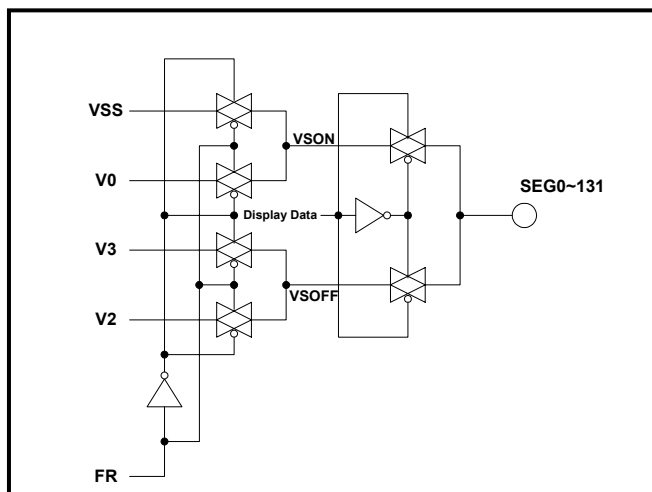 VSS
VSON
V0
SEG0~131
Display Data
V3
VSOFF
V2
FR